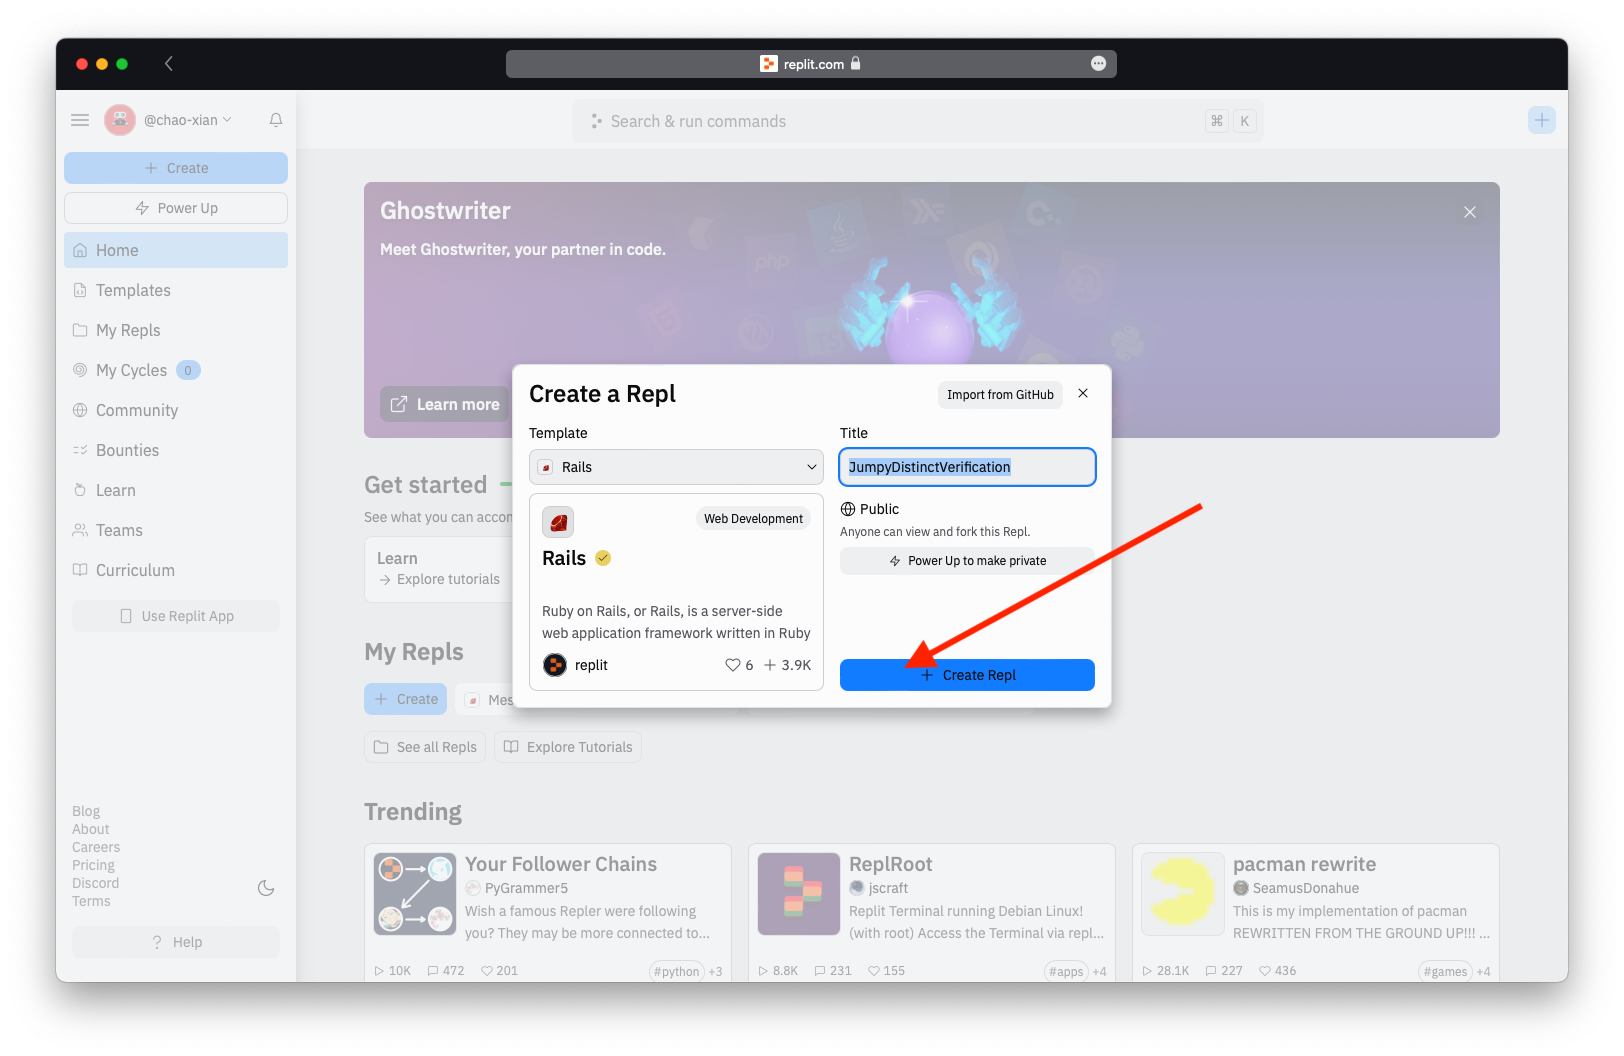 replit.com
@chao-xian
Search & run commands
⌘ K
+ Create
Power Up
Home
Templates
My Repls
My Cycles 0
Community
Bounties
Learn
Teams
Curriculum
Use Replit App
Blog
About
Careers
Pricing
Discord
Terms
? Help
Ghostwriter
Meet Ghostwriter, your partner in code.
php
Learn more
Get started
See what you can accon
Learn
→ Explore tutorials
My Repls
+ Create
Mes
See all Repls
Explore Tutorials
Create a Repl
Import from GitHub
Template
Rails
Web Development
Rails
Ruby on Rails, or Rails, is a server-side
web application framework written in Ruby
replit
6 + 3.9K
Title
JumpyDistinctVerification
Public
Anyone can view and fork this Repl.
Power Up to make private
+ Create Repl
Trending
Your Follower Chains
PyGrammer5
Wish a famous Repler were following
you? They may be more connected to...
10K 472 201
#python +3
ReplRoot
jscraft
Replit Terminal running Debian Linux!
(with root) Access the Terminal via repl...
8.8K 231 155
#apps +4
pacman rewrite
SeamusDonahue
This is my implementation of pacman
REWRITTEN FROM THE GROUND UP!!! ...
28.1K 227 436
#games +4